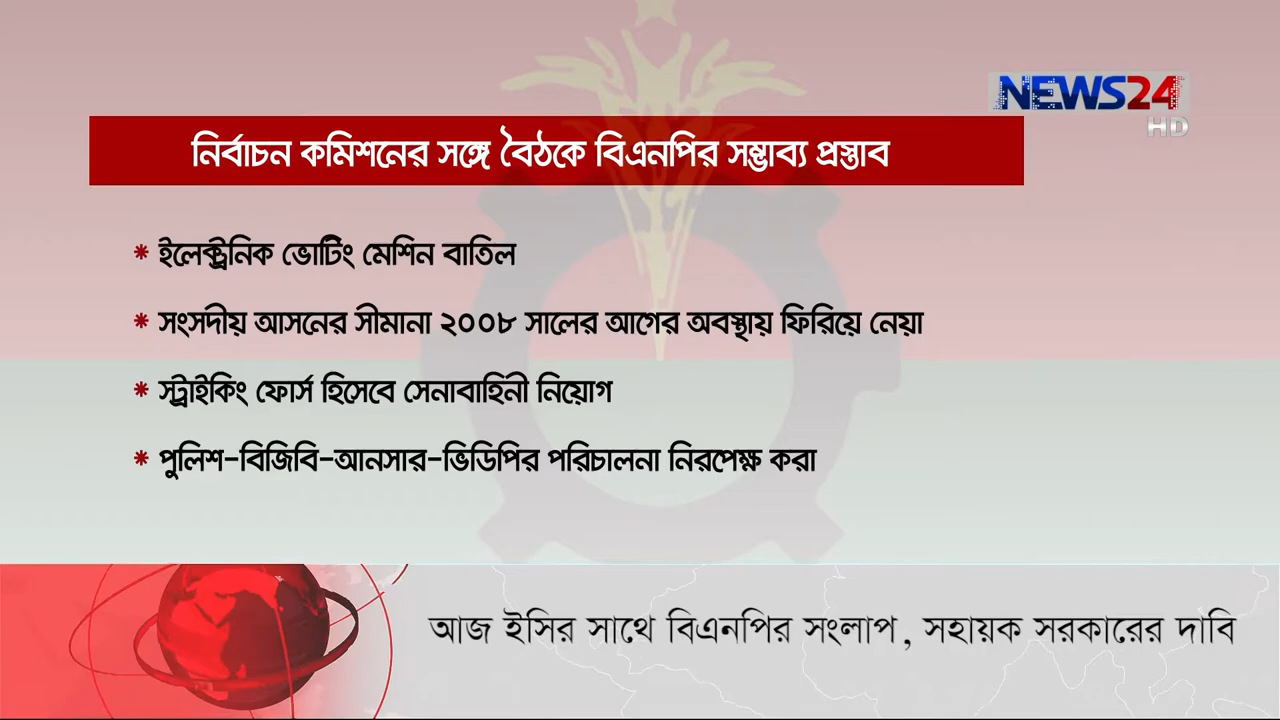 NEWS24
HD
নির্বাচন কমিশনের সঙ্গে বৈঠকে বিএনপির সম্ভাব্য প্রস্তাব
* ইলেক্ট্রনিক ভোটিং মেশিন বাতিল
* সংসদীয় আসনের সীমানা ২০০৮ সালের আগের অবস্থায় ফিরিয়ে নেয়া
* স্ট্রাইকিং ফোর্স হিসেবে সেনাবাহিনী নিয়োগ
* পুলিশ-বিজিবি-আনসার-ভিডিপির পরিচালনা নিরপেক্ষ করা
আজ ইসির সাথে বিএনপির সংলাপ, সহায়ক সরকারের দাবি